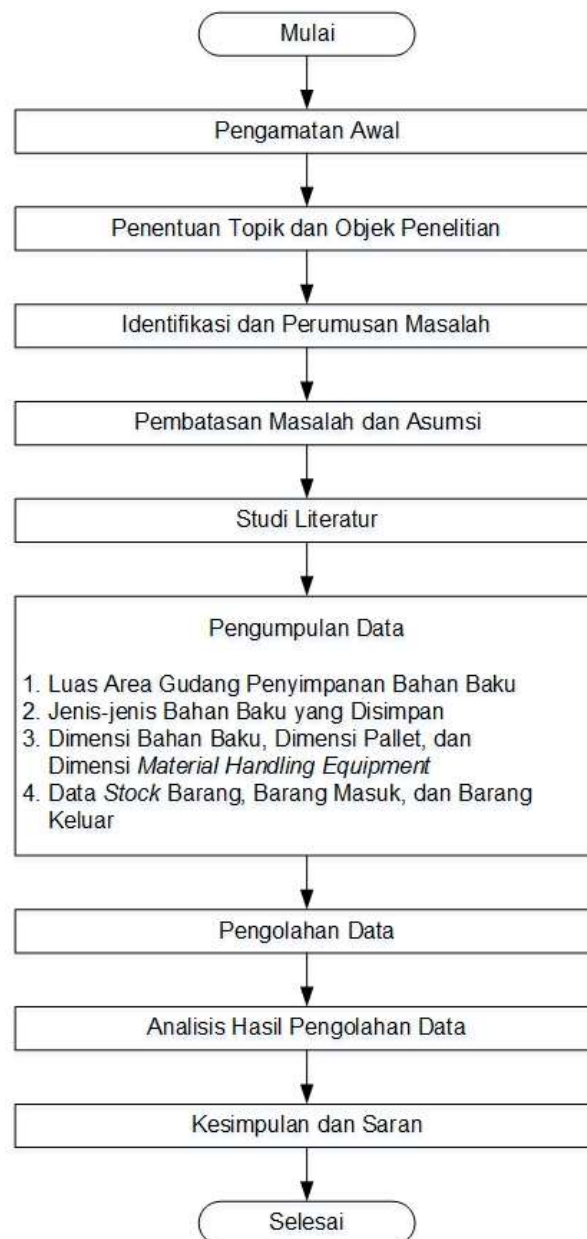 Mulai
Pengamatan Awal
Penentuan Topik dan Objek Penelitian
Identifikasi dan Perumusan Masalah
Pembatasan Masalah dan Asumsi
Studi Literatur
Pengumpulan Data
1. Luas Area Gudang Penyimpanan Bahan Baku
2. Jenis-jenis Bahan Baku yang Disimpan
3. Dimensi Bahan Baku, Dimensi Pallet, dan
Dimensi Material Handling Equipment
4. Data Stock Barang, Barang Masuk, dan Barang
Keluar
Pengolahan Data
Analisis Hasil Pengolahan Data
Kesimpulan dan Saran
Selesai